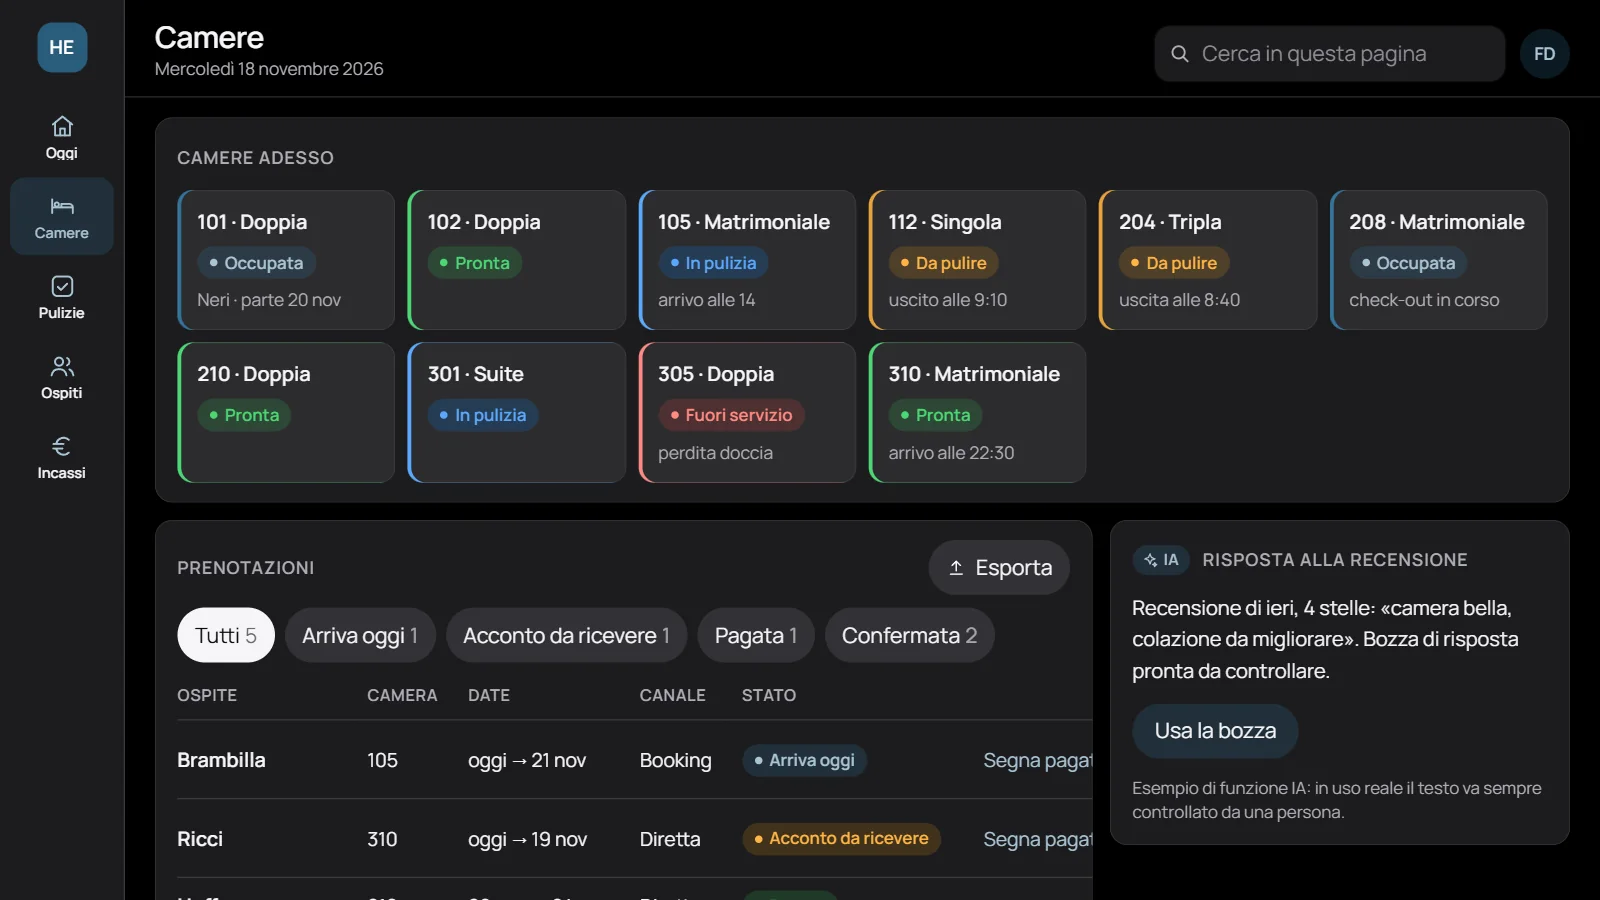 HE
Oggi
Camere
Pulizie
Ospiti
Incassi
Camere
Mercoledì 18 novembre 2026
Cerca in questa pagina
FD
CAMERE ADESSO
101 · Doppia
Occupata
Neri · parte 20 nov
102 · Doppia
Pronta
105 · Matrimoniale
In pulizia
arrivo alle 14
112 · Singola
Da pulire
uscito alle 9:10
204 · Tripla
Da pulire
uscita alle 8:40
208 · Matrimoniale
Occupata
check-out in corso
210 · Doppia
Pronta
301 · Suite
In pulizia
305 · Doppia
Fuori servizio
perdita doccia
310 · Matrimoniale
Pronta
arrivo alle 22:30
PRENOTAZIONI
Esporta
Tutti 5
Arriva oggi 1
Acconto da ricevere 1
Pagata 1
Confermata 2
OSPITE CAMERA DATE CANALE STATO
Brambilla 105 oggi → 21 nov Booking Arriva oggi Segna pagat
Ricci 310 oggi → 19 nov Diretta Acconto da ricevere Segna pagat
IA RISPOSTA ALLA RECENSIONE
Recensione di ieri, 4 stelle: «camera bella,
colazione da migliorare». Bozza di risposta
pronta da controllare.
Usa la bozza
Esempio di funzione IA: in uso reale il testo va sempre
controllato da una persona.